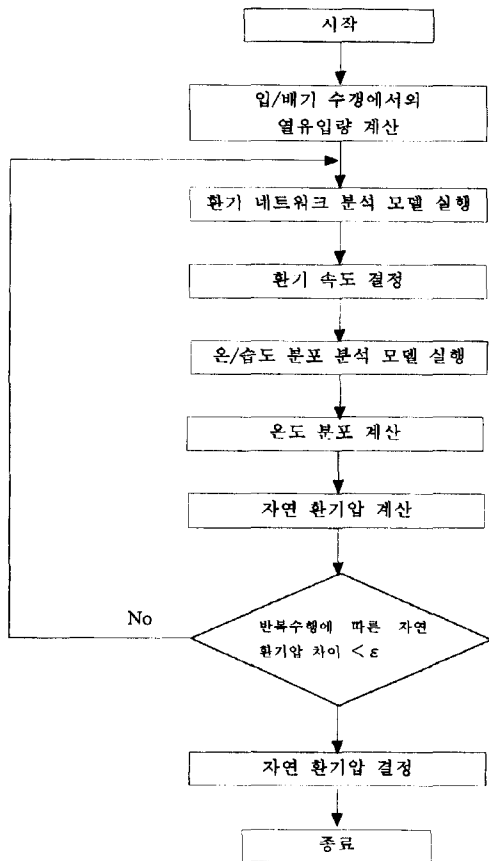 시작
입/배기 수갱에서의
열유입량 계산
환기 네트워크 분석 모델 실행
환기 속도 결정
온/습도 분포 분석 모델 실행
온도 분포 계산
자연 환기압 계산
No
반복수행에 따른 자연
환기압 차이 < ε
자연 환기압 결정
종료